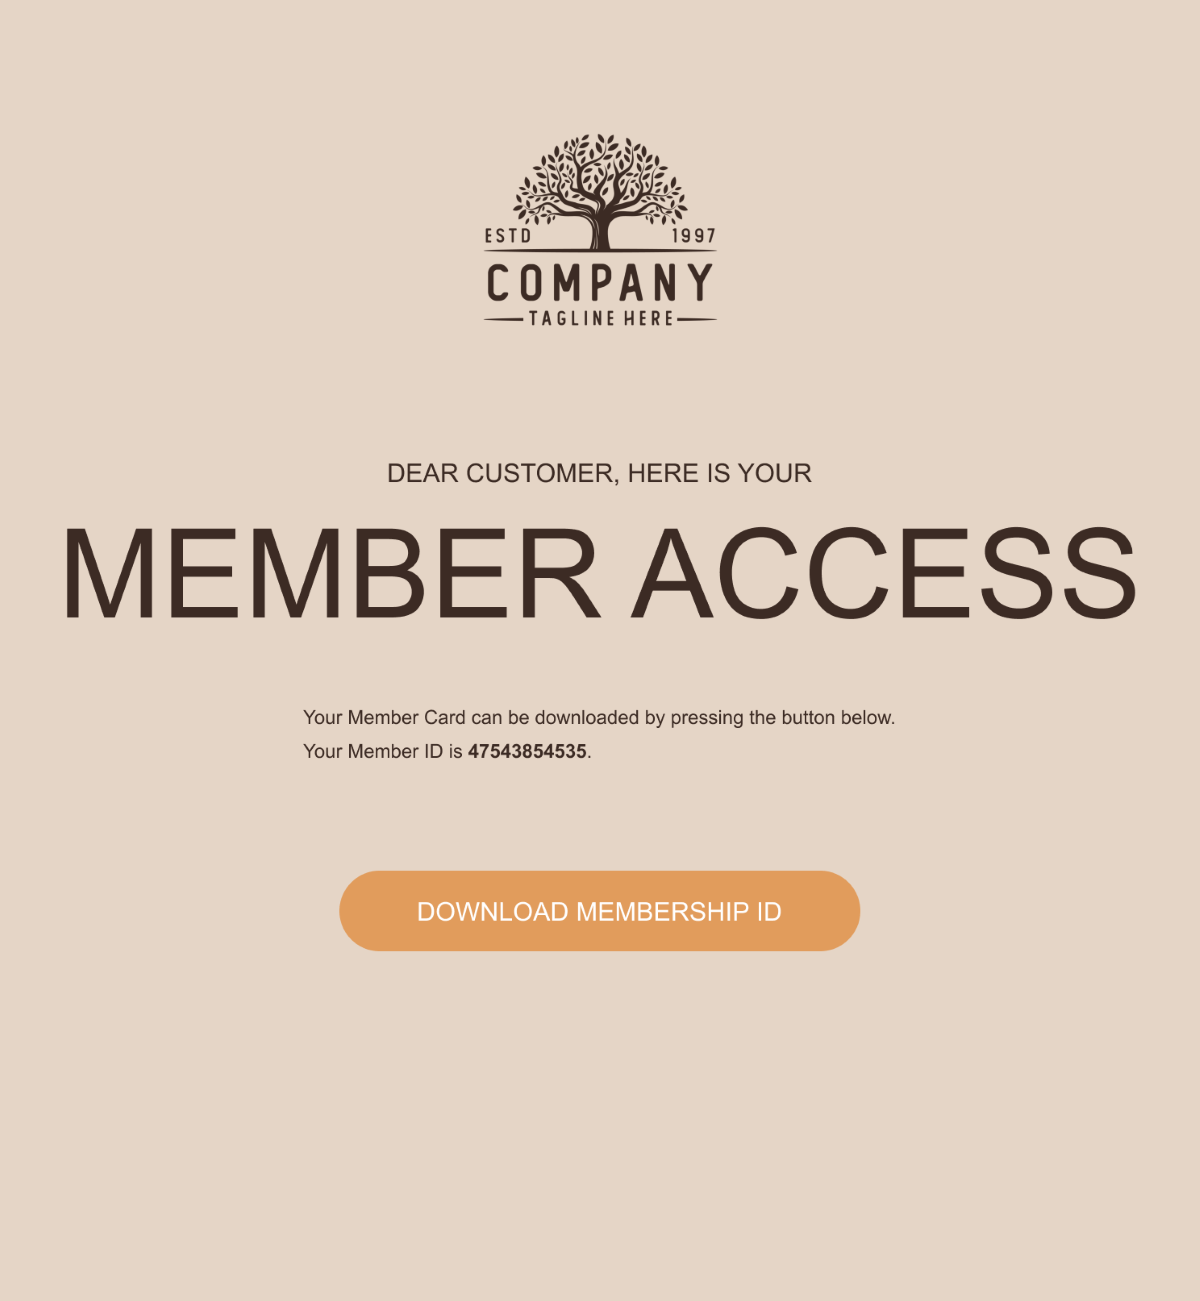 ESTD 1997
COMPANY
TAGLINE HERE
DEAR CUSTOMER, HERE IS YOUR
MEMBER ACCESS
Your Member Card can be downloaded by pressing the button below.
Your Member ID is 47543854535.
DOWNLOAD MEMBERSHIP ID